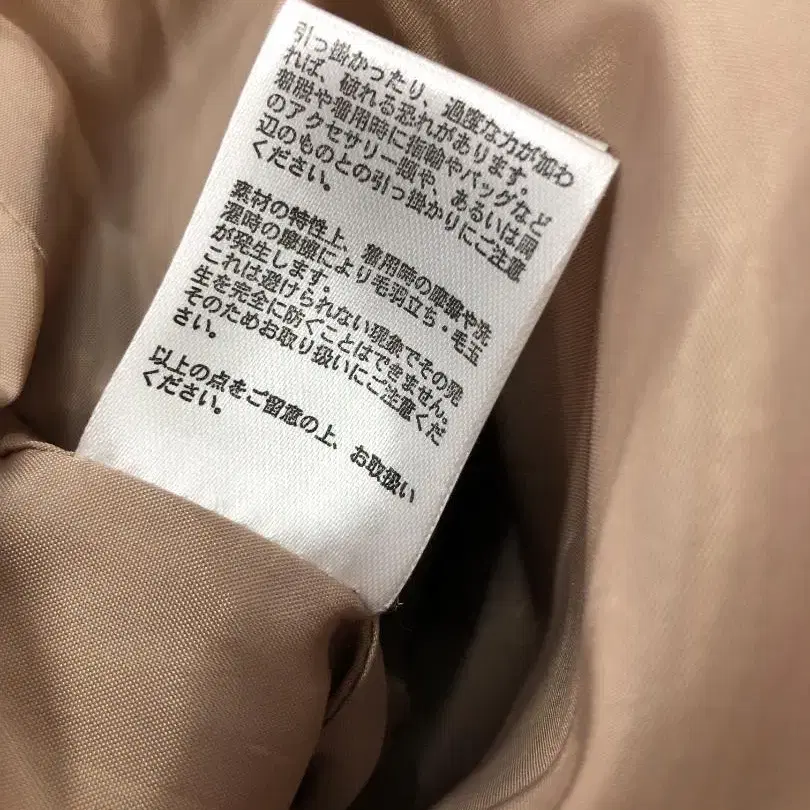 引っ掛かったり、過度な力が加わ
れば、破れる恐れがあります。
着脱や着用時に指輪やバッグなど
のアクセサリー類や、あるいは周
辺のものとの引っ掛かりにご注意
ください。
素材の特性上、着用時の摩擦や洗
濯時の摩擦により毛羽立ち・毛玉
が発生します。
これは避けられない現象でその発
生を完全に防ぐことはできません。
そのためお取り扱いにご注意くだ
さい。
以上の点をご留意の上、お取扱い
ください。